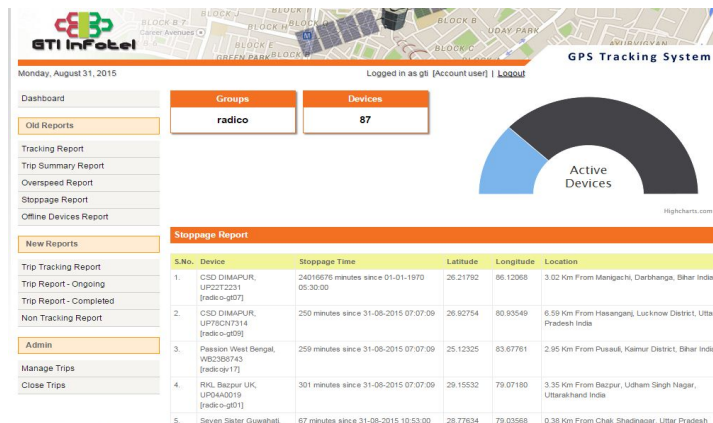 BLOCK J
BLOCK B 7
BLOCK H
BLOCK G
BLOCK B
Career Avenues
UDAY PARK
BLOCK E
BLOCK C
GTI Infotel
GREEN PARK
BLOCK B
AYURVIGYAN
GPS Tracking System
Monday, August 31, 2015
Logged in as gti [Account user] | Logout
Dashboard
Groups
Devices
radico
87
Old Reports
Tracking Report
Trip Summary Report
Overspeed Report
Stoppage Report
Offline Devices Report
Active
Devices
Highcharts.com
New Reports
Trip Tracking Report
Trip Report - Ongoing
Trip Report - Completed
Non Tracking Report
Admin
Manage Trips
Close Trips
Stoppage Report
S.No. Device Stoppage Time Latitude Longitude Location
1. CSD DIMAPUR, 24016676 minutes since 01-01-1970 26.21792 86.12068 3.02 Km From Manigachi, Darbhanga, Bihar India
UP22T2231 05:30:00
[radico-gt07]
2. CSD DIMAPUR, 250 minutes since 31-08-2015 07:07:09 26.92754 80.93549 6.59 Km From Hasanganj, Lucknow District, Utta
UP78CN7314 Pradesh India
[radico-gt09]
3. Passion West Bengal, 259 minutes since 31-08-2015 07:07:09 25.12325 83.67761 2.95 Km From Pusauli, Kaimur District, Bihar India
WB23B8743
[radicojv17]
4. RKL Bazpur UK, 301 minutes since 31-08-2015 07:07:09 29.15532 79.07180 3.35 Km From Bazpur, Udham Singh Nagar,
UP04A0019 Uttarakhand India
[radico-gt01]
5. Seven Sister Guwahati, 67 minutes since 31-08-2015 10:53:00 28.77634 79.03568 0.38 Km From Chak Shadinagar, Uttar Pradesh